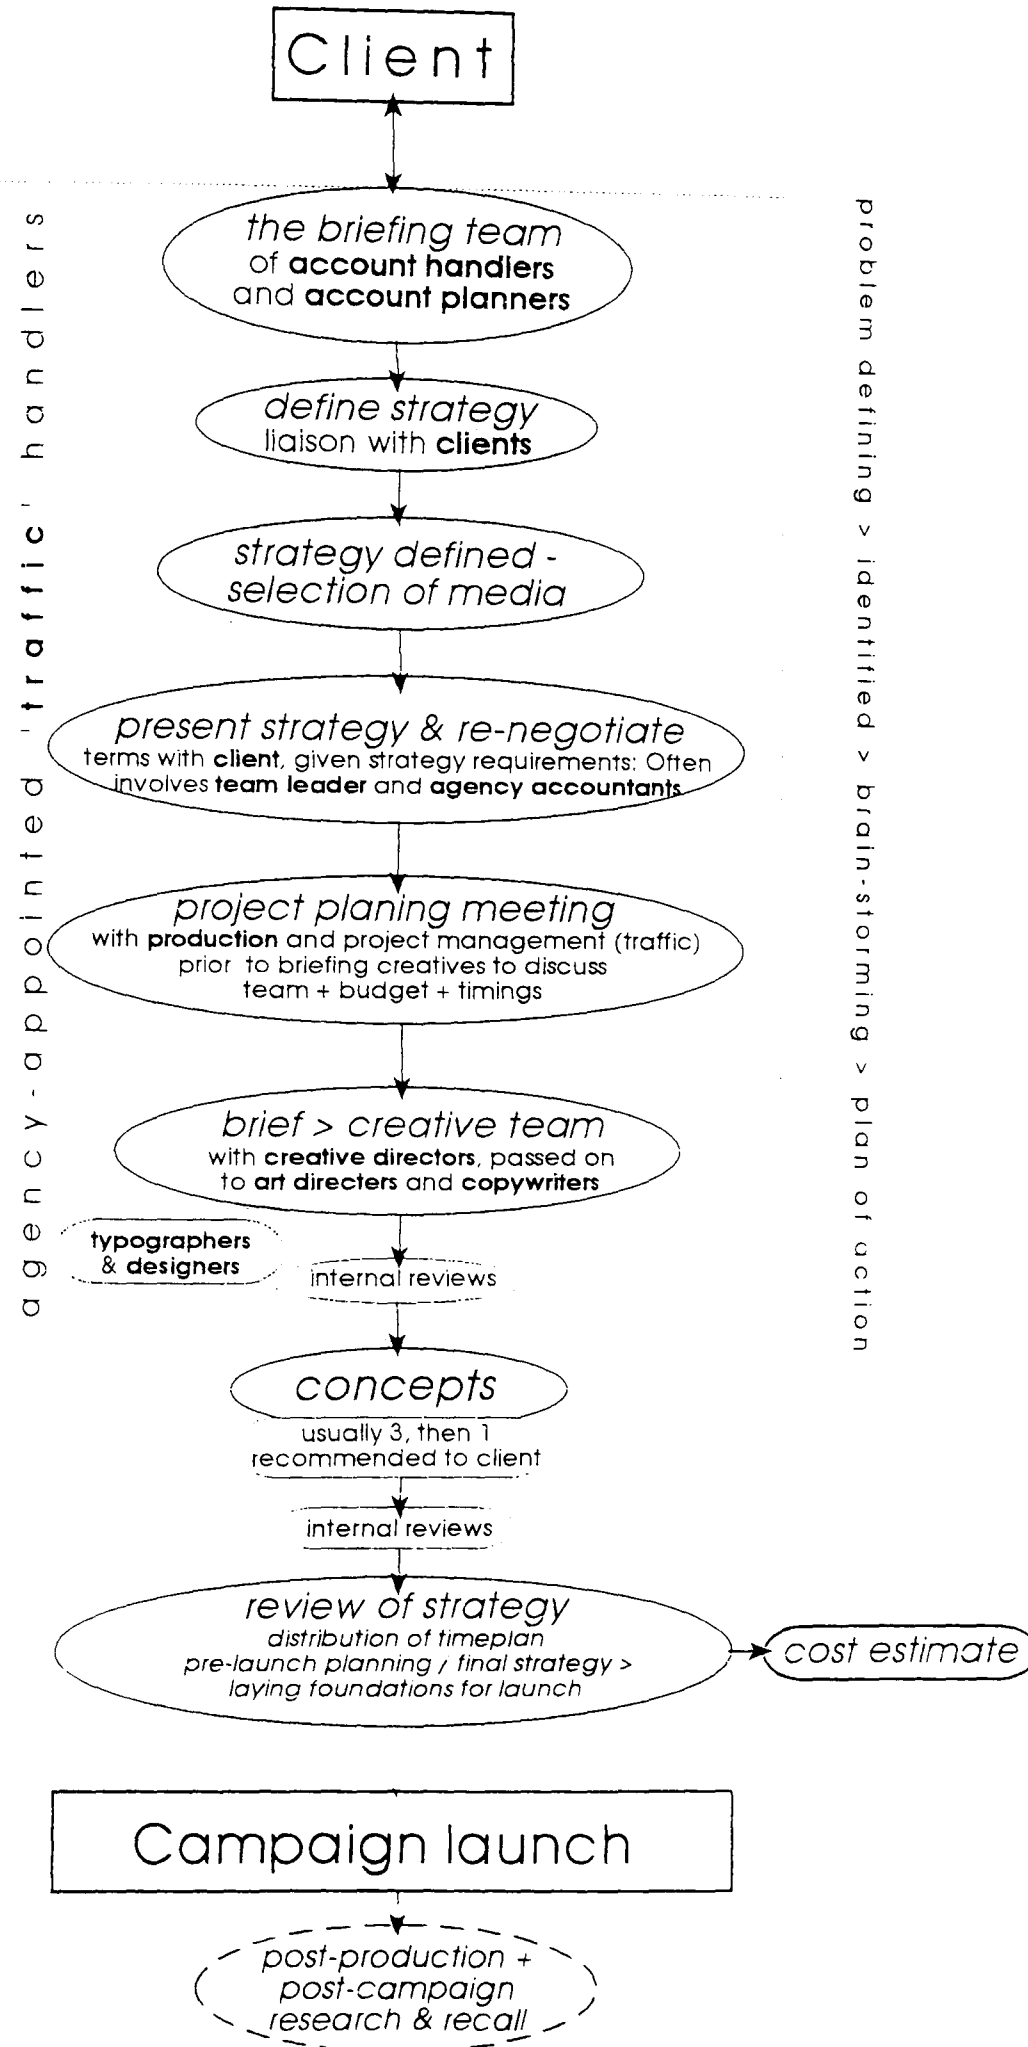 Client
the briefing team
of account handlers
and account planners
define strategy
liaison with clients
strategy defined -
selection of media
present strategy & re-negotiate
terms with client, given strategy requirements: Often
involves team leader and agency accountants
project planing meeting
with production and project management (traffic)
prior to briefing creatives to discuss
team + budget + timings
brief > creative team
with creative directors, passed on
to art directers and copywriters
typographers
& designers
internal reviews
concepts
usually 3, then 1
recommended to client
internal reviews
review of strategy
distribution of timeplan
pre-launch planning / final strategy >
laying foundations for launch
cost estimate
Campaign launch
post-production +
post-campaign
research & recall
agency-appointed 'traffic' handlers
problem defining > identified > brain-storming > plan of action